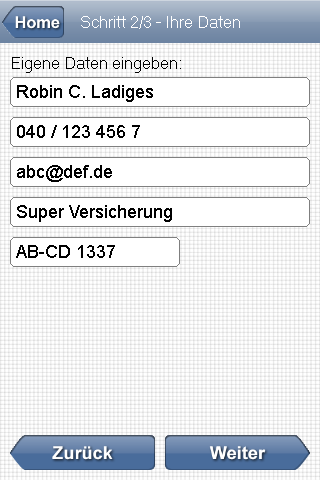 Home
Schritt 2/3 - Ihre Daten
Eigene Daten eingeben:
Robin C. Ladiges
040 / 123 456 7
abc@def.de
Super Versicherung
AB-CD 1337
Zurück
Weiter